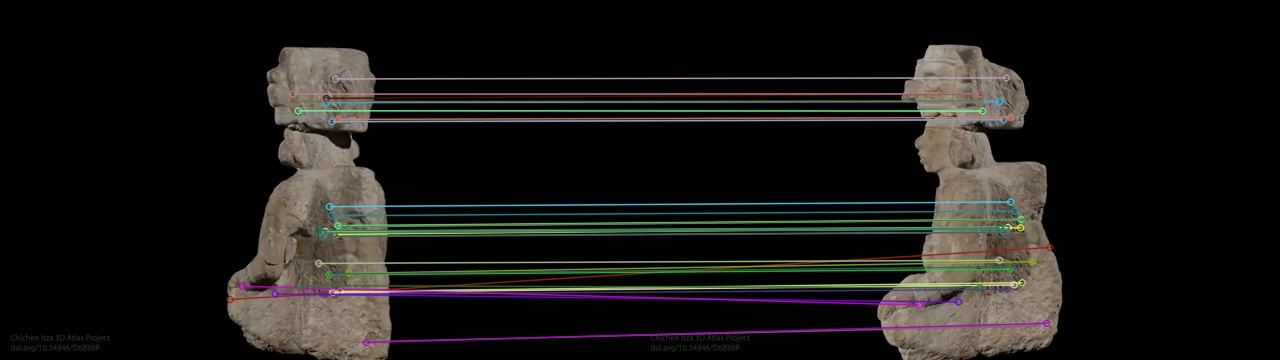 Chichen Itza 3D Atlas Project
doi.org/10.34946/D6B88P
Chichen Itza 3D Atlas Project
doi.org/10.34946/D6B88P